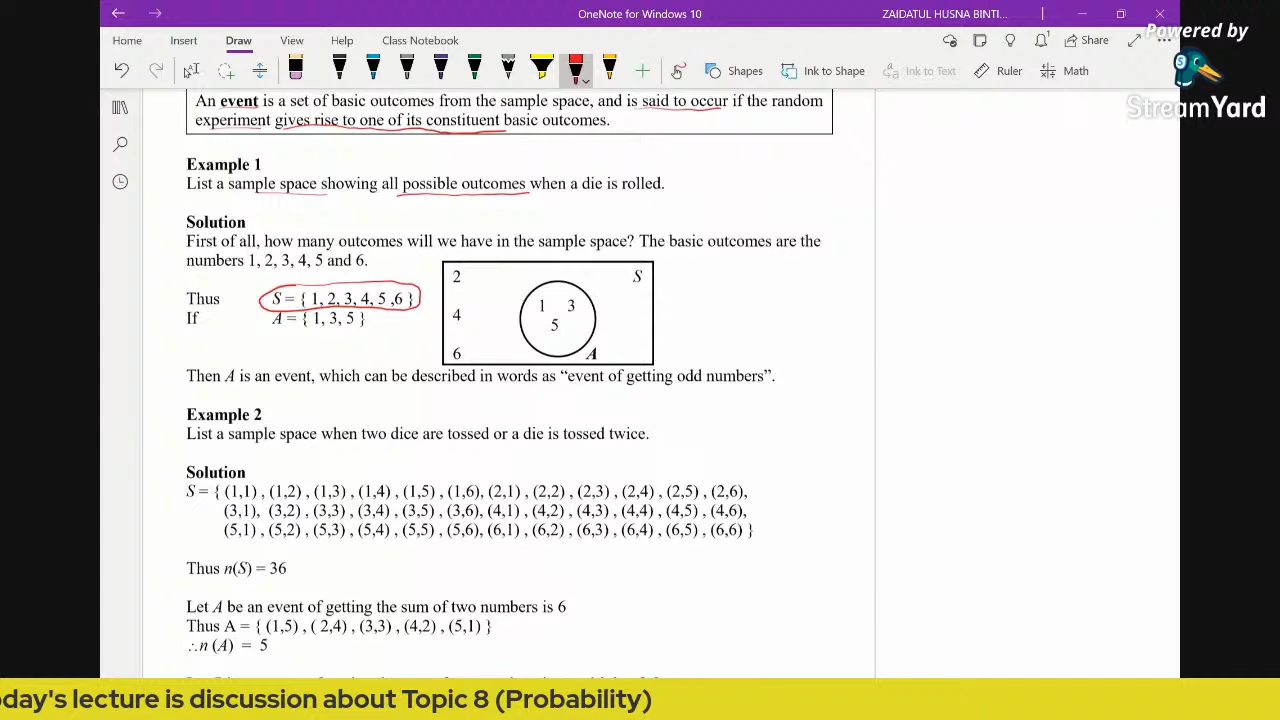 OneNote for Windows 10
ZAIDATUL HUSNA BINTI...
Powered by
StreamYard
Home Insert Draw View Help Class Notebook
Share
Shapes Ink to Shape Ink to Text Ruler Math
An event is a set of basic outcomes from the sample space, and is said to occur if the random
experiment gives rise to one of its constituent basic outcomes.
Example 1
List a sample space showing all possible outcomes when a die is rolled.
Solution
First of all, how many outcomes will we have in the sample space? The basic outcomes are the
numbers 1, 2, 3, 4, 5 and 6.
Thus S = { 1, 2, 3, 4, 5 ,6 }
If A = { 1, 3, 5 }
2 S
1 3
4 5
6 A
Then A is an event, which can be described in words as “event of getting odd numbers”.
Example 2
List a sample space when two dice are tossed or a die is tossed twice.
Solution
S = { (1,1) , (1,2) , (1,3) , (1,4) , (1,5) , (1,6), (2,1) , (2,2) , (2,3) , (2,4) , (2,5) , (2,6),
(3,1), (3,2) , (3,3) , (3,4) , (3,5) , (3,6), (4,1) , (4,2) , (4,3) , (4,4) , (4,5) , (4,6),
(5,1) , (5,2) , (5,3) , (5,4) , (5,5) , (5,6), (6,1) , (6,2) , (6,3) , (6,4) , (6,5) , (6,6) }
Thus n(S) = 36
Let A be an event of getting the sum of two numbers is 6
Thus A = { (1,5) , ( 2,4) , (3,3) , (4,2) , (5,1) }
∴n (A) = 5
oday's lecture is discussion about Topic 8 (Probability)